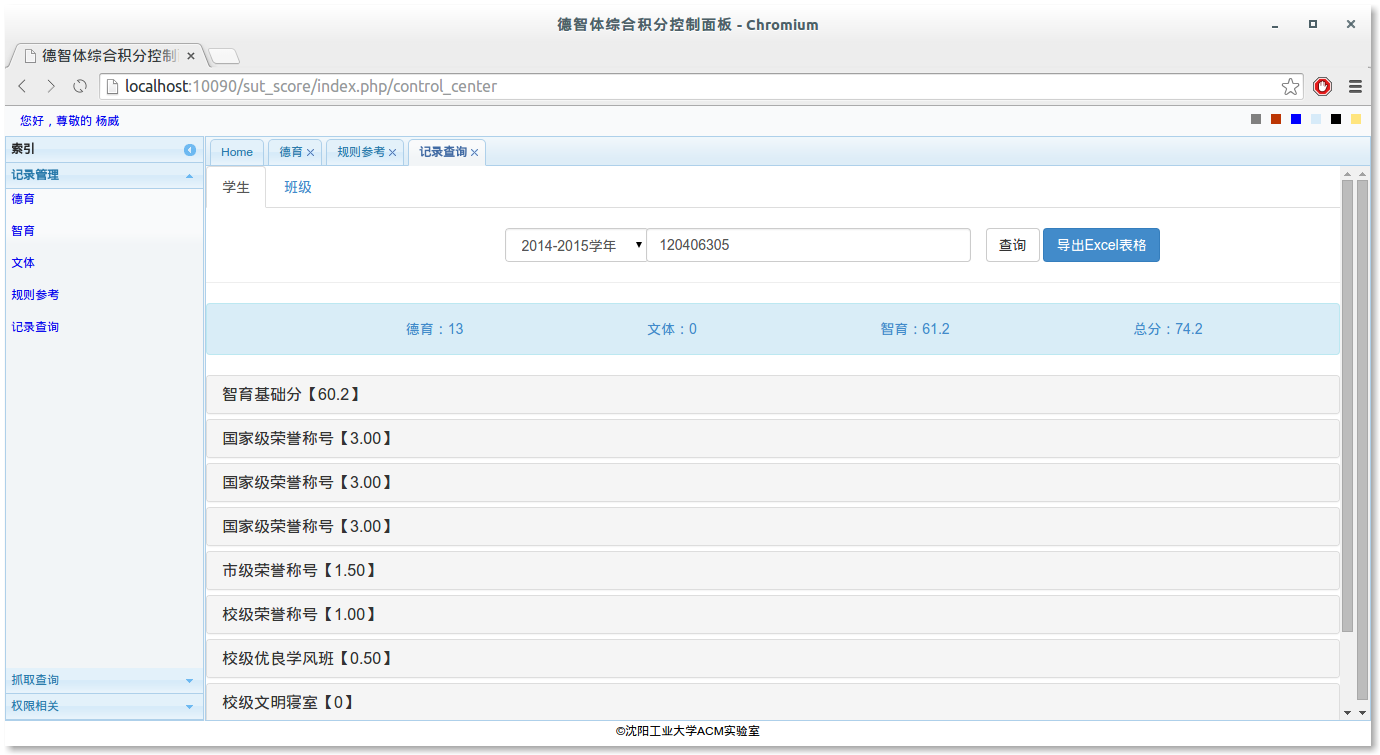 德智体综合积分控制面板 - Chromium
德智体综合积分控制
localhost:10090/sut_score/index.php/control_center
您好，尊敬的 杨威
索引
Home 德育 规则参考 记录查询
记录管理
学生 班级
德育
智育
文体
规则参考
记录查询
2014-2015学年 120406305 查询 导出Excel表格
德育：13 文体：0 智育：61.2 总分：74.2
智育基础分【60.2】
国家级荣誉称号【3.00】
国家级荣誉称号【3.00】
国家级荣誉称号【3.00】
市级荣誉称号【1.50】
校级荣誉称号【1.00】
校级优良学风班【0.50】
校级文明寝室【0】
抓取查询
权限相关
©沈阳工业大学ACM实验室